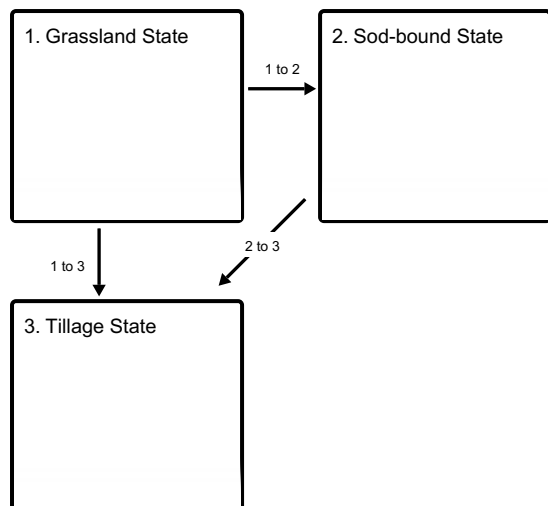 1. Grassland State
2. Sod-bound State
1 to 2
2 to 3
1 to 3
3. Tillage State